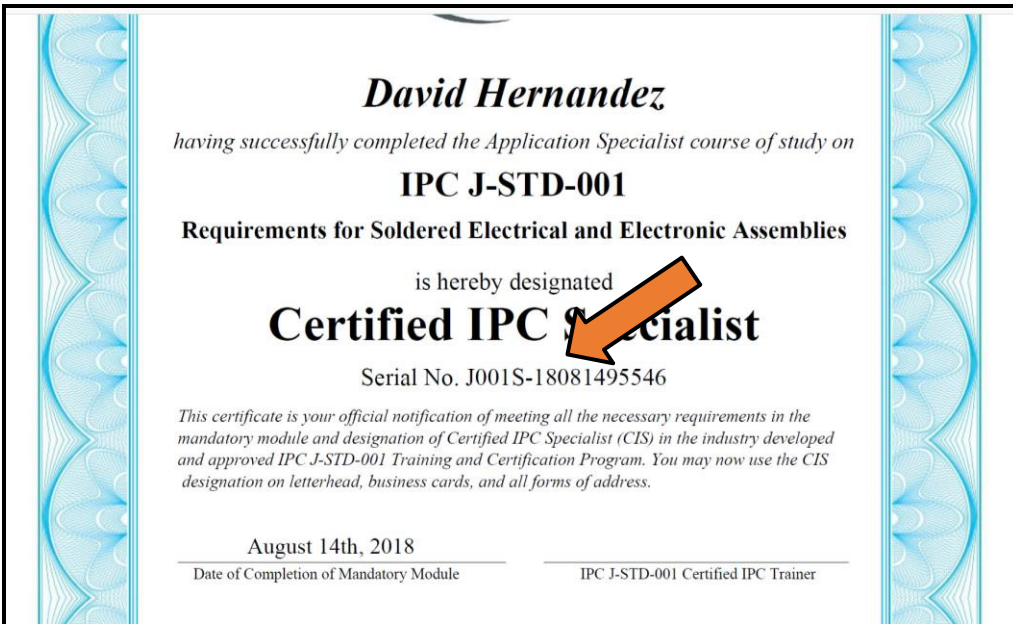 David Hernandez
having successfully completed the Application Specialist course of study on
IPC J-STD-001
Requirements for Soldered Electrical and Electronic Assemblies
is hereby designated
Certified IPC Specialist
Serial No. J001S-18081495546
This certificate is your official notification of meeting all the necessary requirements in the
mandatory module and designation of Certified IPC Specialist (CIS) in the industry developed
and approved IPC J-STD-001 Training and Certification Program. You may now use the CIS
designation on letterhead, business cards, and all forms of address.
August 14th, 2018
Date of Completion of Mandatory Module
IPC J-STD-001 Certified IPC Trainer